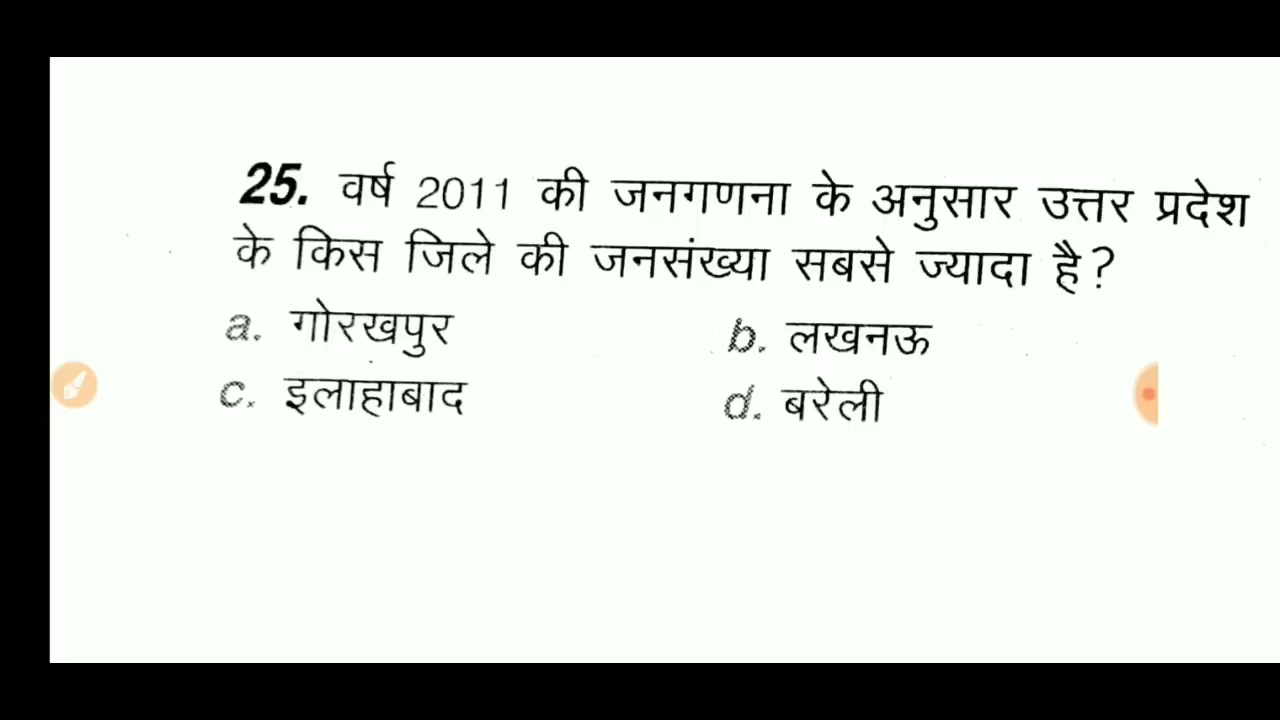 25. वर्ष 2011 की जनगणना के अनुसार उत्तर प्रदेश
के किस जिले की जनसंख्या सबसे ज्यादा है?
a. गोरखपुर b. लखनऊ
c. इलाहाबाद d. बरेली